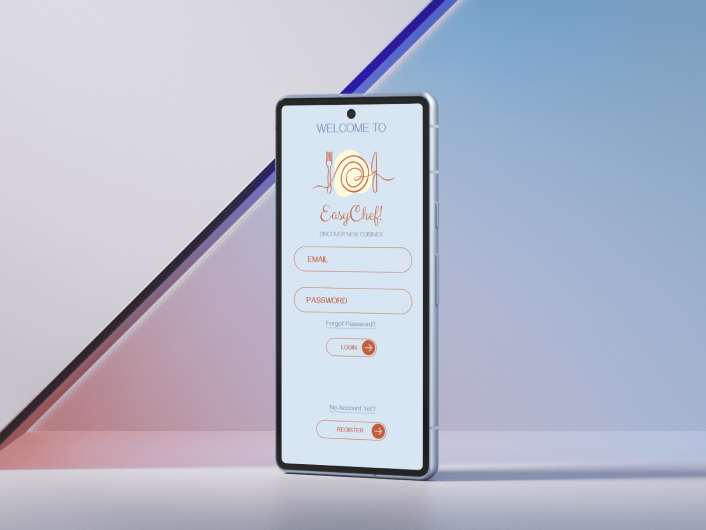 WELCOME TO
EasyChef!
DISCOVER NEW CUISINES
EMAIL
PASSWORD
Forgot Password?
LOGIN
No Account Yet?
REGISTER